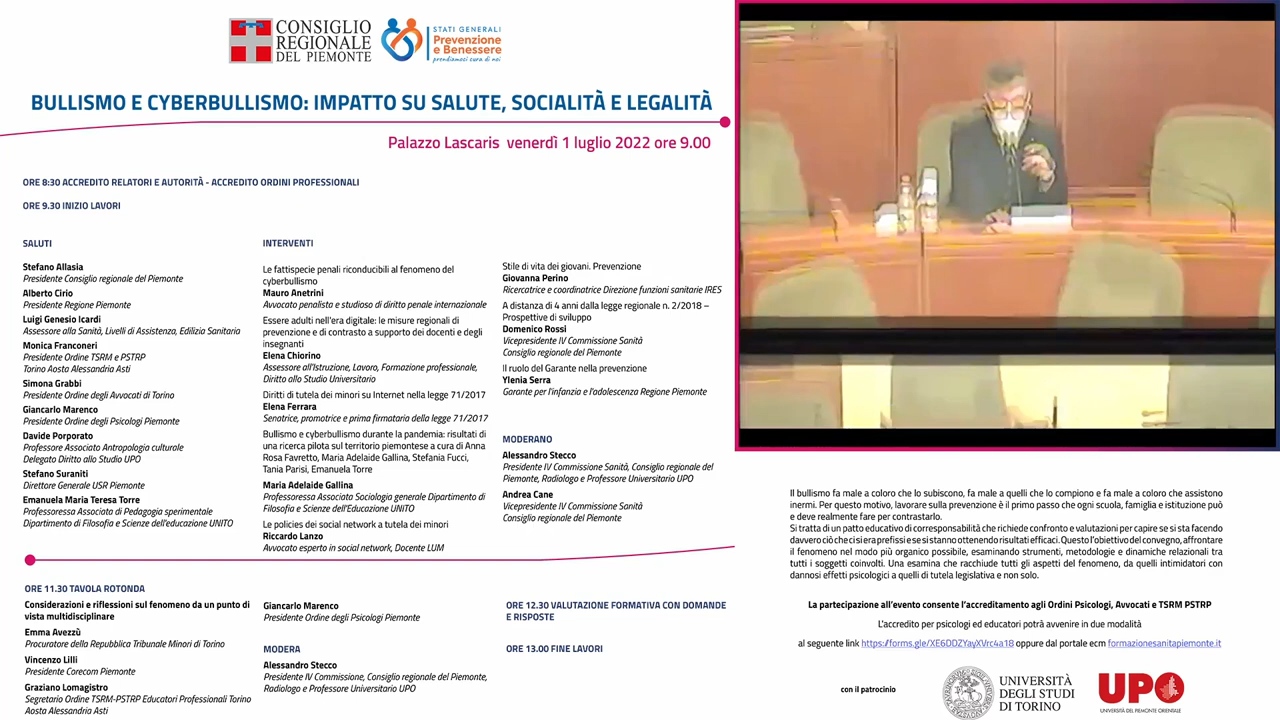 CONSIGLIO
REGIONALE
DEL PIEMONTE
STATI GENERALI
Prevenzione
e Benessere
prendiamoci cura di noi
BULLISMO E CYBERBULLISMO: IMPATTO SU SALUTE, SOCIALITÀ E LEGALITÀ
Palazzo Lascaris venerdì 1 luglio 2022 ore 9.00
ORE 8:30 ACCREDITO RELATORI E AUTORITÀ - ACCREDITO ORDINI PROFESSIONALI
ORE 9.30 INIZIO LAVORI
SALUTI
Stefano Allasia
Presidente Consiglio regionale del Piemonte
Alberto Cirio
Presidente Regione Piemonte
Luigi Genesio Icardi
Assessore alla Sanità, Livelli di Assistenza, Edilizia Sanitaria
Monica Franconeri
Presidente Ordine TSRM e PSTRP
Torino Aosta Alessandria Asti
Simona Grabbi
Presidente Ordine degli Avvocati di Torino
Giancarlo Marenco
Presidente Ordine degli Psicologi Piemonte
Davide Porporato
Professore Associato Antropologia culturale
Delegato Diritto allo Studio UPO
Stefano Suraniti
Direttore Generale USR Piemonte
Emanuela Maria Teresa Torre
Professoressa Associata di Pedagogia sperimentale
Dipartimento di Filosofia e Scienze dell'educazione UNITO
INTERVENTI
Le fattispecie penali riconducibili al fenomeno del
cyberbullismo
Mauro Anetrini
Avvocato penalista e studioso di diritto penale internazionale
Essere adulti nell'era digitale: le misure regionali di
prevenzione e di contrasto a supporto dei docenti e degli
insegnanti
Elena Chiorino
Assessore all'Istruzione, Lavoro, Formazione professionale,
Diritto allo Studio Universitario
Diritti di tutela dei minori su Internet nella legge 71/2017
Elena Ferrara
Senatrice, promotrice e prima firmataria della legge 71/2017
Bullismo e cyberbullismo durante la pandemia: risultati di
una ricerca pilota sul territorio piemontese a cura di Anna
Rosa Favretto, Maria Adelaide Gallina, Stefania Fucci,
Tania Parisi, Emanuela Torre
Maria Adelaide Gallina
Professoressa Associata Sociologia generale Dipartimento di
Filosofia e Scienze dell'Educazione UNITO
Le policies dei social network a tutela dei minori
Riccardo Lanzo
Avvocato esperto in social network, Docente LUM
Stile di vita dei giovani. Prevenzione
Giovanna Perino
Ricercatrice e coordinatrice Direzione funzioni sanitarie IRES
A distanza di 4 anni dalla legge regionale n. 2/2018 –
Prospettive di sviluppo
Domenico Rossi
Vicepresidente IV Commissione Sanità
Consiglio regionale del Piemonte
Il ruolo del Garante nella prevenzione
Ylenia Serra
Garante per l'infanzia e l'adolescenza Regione Piemonte
MODERANO
Alessandro Stecco
Presidente IV Commissione Sanità, Consiglio regionale del
Piemonte, Radiologo e Professore Universitario UPO
Andrea Cane
Vicepresidente IV Commissione Sanità
Consiglio regionale del Piemonte
ORE 11.30 TAVOLA ROTONDA
Considerazioni e riflessioni sul fenomeno da un punto di
vista multidisciplinare
Emma Avezzù
Procuratore della Repubblica Tribunale Minori di Torino
Vincenzo Lilli
Presidente Corecom Piemonte
Graziano Lomagistro
Segretario Ordine TSRM-PSTRP Educatori Professionali Torino
Aosta Alessandria Asti
Giancarlo Marenco
Presidente Ordine degli Psicologi Piemonte
MODERA
Alessandro Stecco
Presidente IV Commissione, Consiglio regionale del Piemonte,
Radiologo e Professore Universitario UPO
ORE 12.30 VALUTAZIONE FORMATIVA CON DOMANDE
E RISPOSTE
ORE 13.00 FINE LAVORI
Il bullismo fa male a coloro che lo subiscono, fa male a quelli che lo compiono e fa male a coloro che assistono
inermi. Per questo motivo, lavorare sulla prevenzione è il primo passo che ogni scuola, famiglia e istituzione può
e deve realmente fare per contrastarlo.
Si tratta di un patto educativo di corresponsabilità che richiede confronto e valutazioni per capire se si sta facendo
davvero ciò che ci si era prefissi e se si stanno ottenendo risultati efficaci. Questo l'obiettivo del convegno, affrontare
il fenomeno nel modo più organico possibile, esaminando strumenti, metodologie e dinamiche relazionali tra
tutti i soggetti coinvolti. Una esamina che racchiude tutti gli aspetti del fenomeno, da quelli intimidatori con
dannosi effetti psicologici a quelli di tutela legislativa e non solo.
La partecipazione all'evento consente l'accreditamento agli Ordini Psicologi, Avvocati e TSRM PSTRP
L'accredito per psicologi ed educatori potrà avvenire in due modalità
al seguente link https://forms.gle/XE6DDZYayXVrc4a18 oppure dal portale ecm formazionesanitapiemonte.it
con il patrocinio
UNIVERSITÀ
DEGLI STUDI
DI TORINO
UPO
UNIVERSITÀ DEL PIEMONTE ORIENTALE